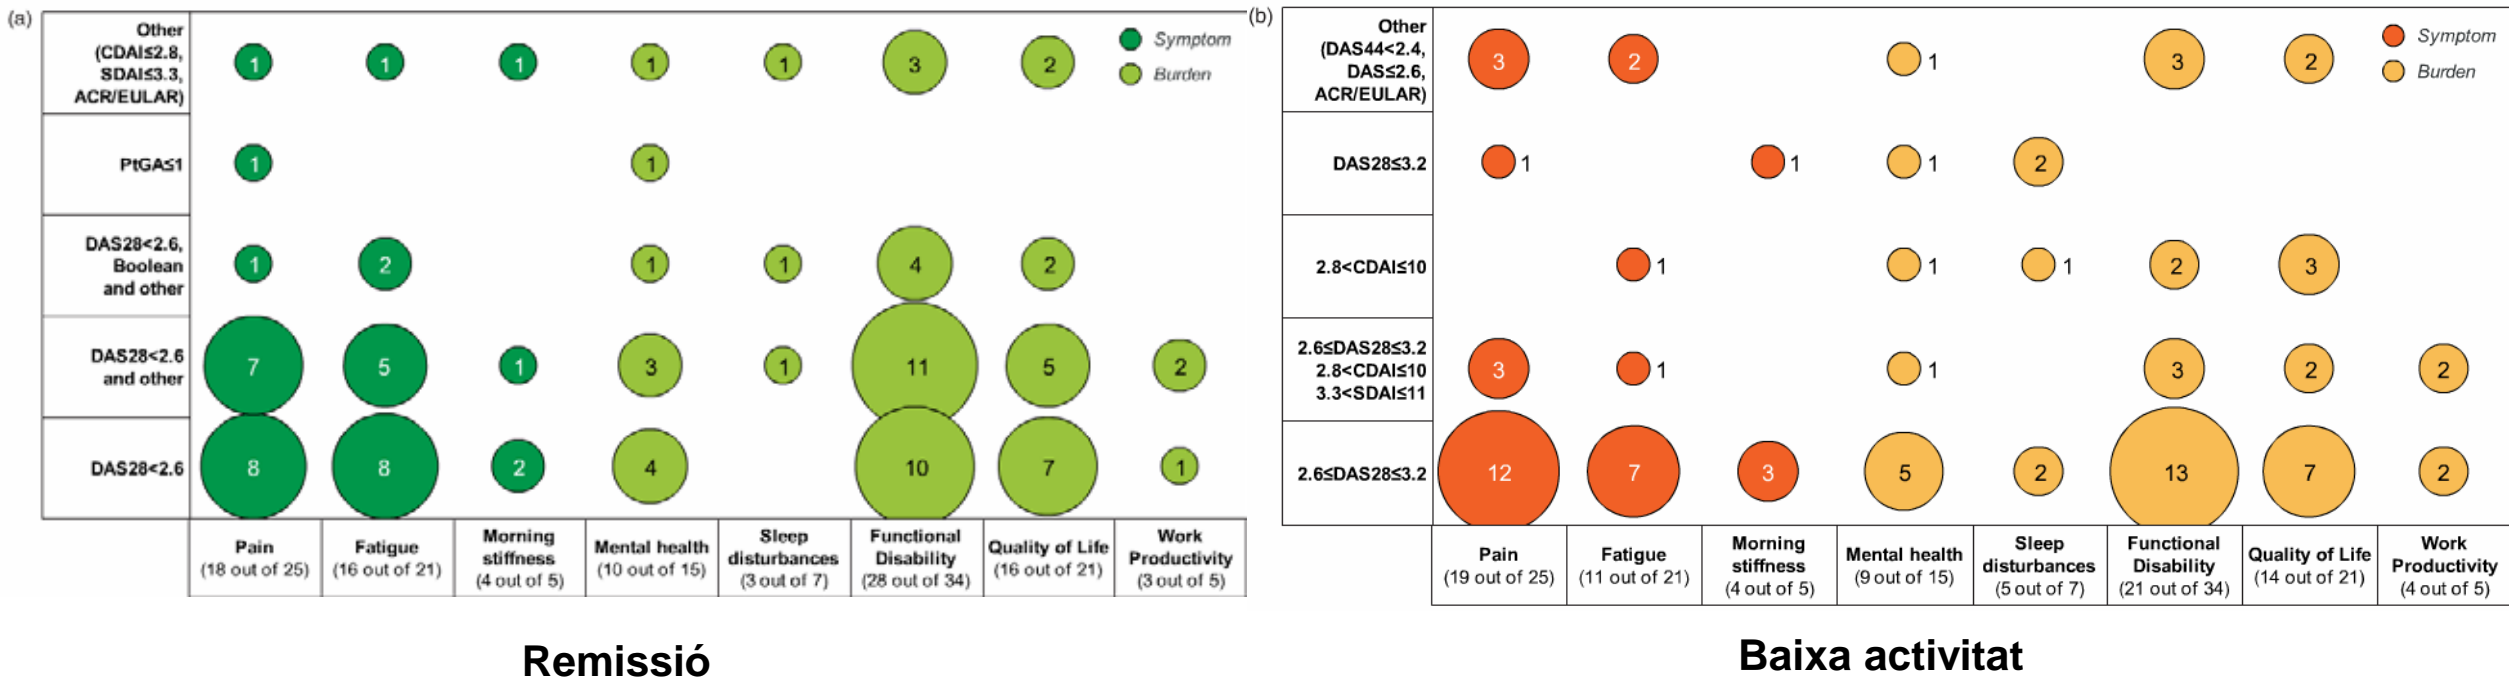 (a)
Other
(CDAI≤2.8,
SDAI≤3.3,
ACR/EULAR)
1 1 1 1 1 3 2
Symptom
Burden
PtGA≤1
1 1
DAS28<2.6,
Boolean
and other
1 2 1 1 4 2
DAS28<2.6
and other
7 5 1 3 1 11 5 2
DAS28<2.6
8 8 2 4 10 7 1
Pain
(18 out of 25)
Fatigue
(16 out of 21)
Morning
stiffness
(4 out of 5)
Mental health
(10 out of 15)
Sleep
disturbances
(3 out of 7)
Functional
Disability
(28 out of 34)
Quality of Life
(16 out of 21)
Work
Productivity
(3 out of 5)
Remissió
(b)
Other
(DAS44<2.4,
DAS≤2.6,
ACR/EULAR)
3 2 1 3 2
Symptom
Burden
DAS28≤3.2
1 1 1 2
2.8<CDAI≤10
1 1 1 2 3
2.6≤DAS28≤3.2
2.8<CDAI≤10
3.3<SDAI≤11
3 1 1 3 2 2
2.6≤DAS28≤3.2
12 7 3 5 2 13 7 2
Pain
(19 out of 25)
Fatigue
(11 out of 21)
Morning
stiffness
(4 out of 5)
Mental health
(9 out of 15)
Sleep
disturbances
(5 out of 7)
Functional
Disability
(21 out of 34)
Quality of Life
(14 out of 21)
Work
Productivity
(4 out of 5)
Baixa activitat